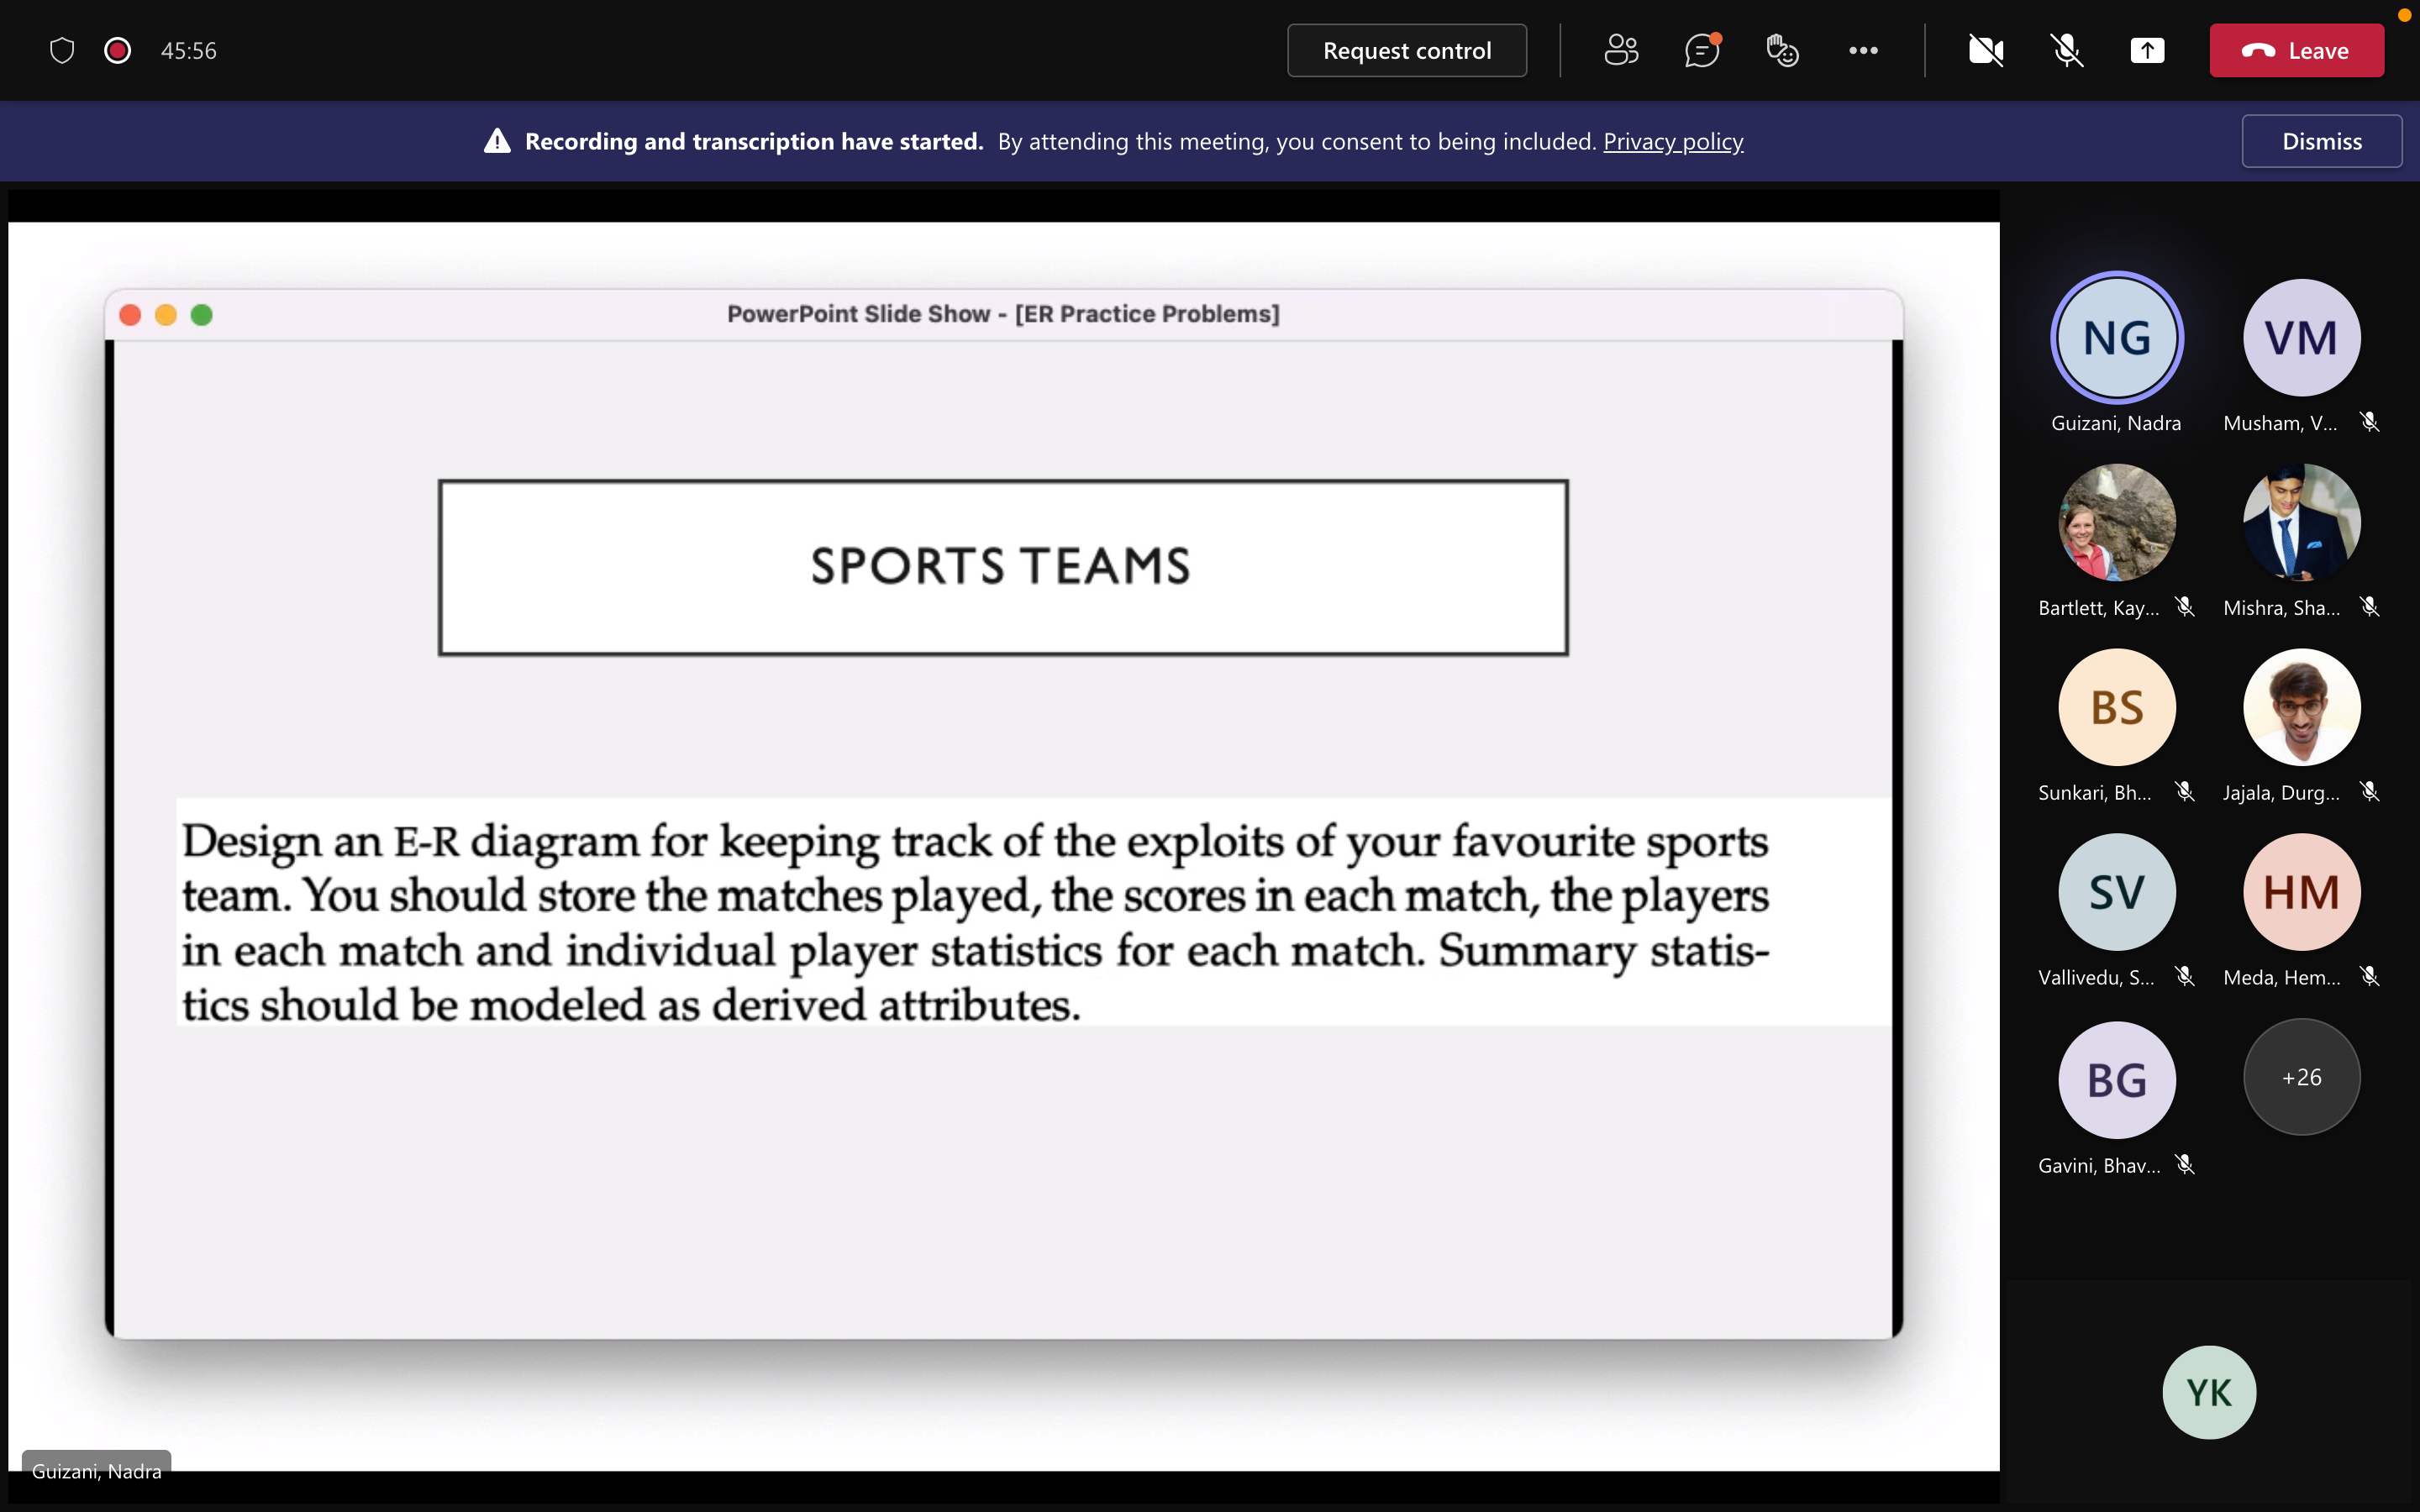 45:56
Request control
Leave
Recording and transcription have started. By attending this meeting, you consent to being included. Privacy policy
Dismiss
PowerPoint Slide Show - [ER Practice Problems]
SPORTS TEAMS
Design an E-R diagram for keeping track of the exploits of your favourite sports
team. You should store the matches played, the scores in each match, the players
in each match and individual player statistics for each match. Summary statis-
tics should be modeled as derived attributes.
Guizani, Nadra
NG
VM
Guizani, Nadra
Musham, V...
Bartlett, Kay...
Mishra, Sha...
BS
Sunkari, Bh...
Jajala, Durg...
SV
HM
Vallivedu, S...
Meda, Hem...
BG
+26
Gavini, Bhav...
YK